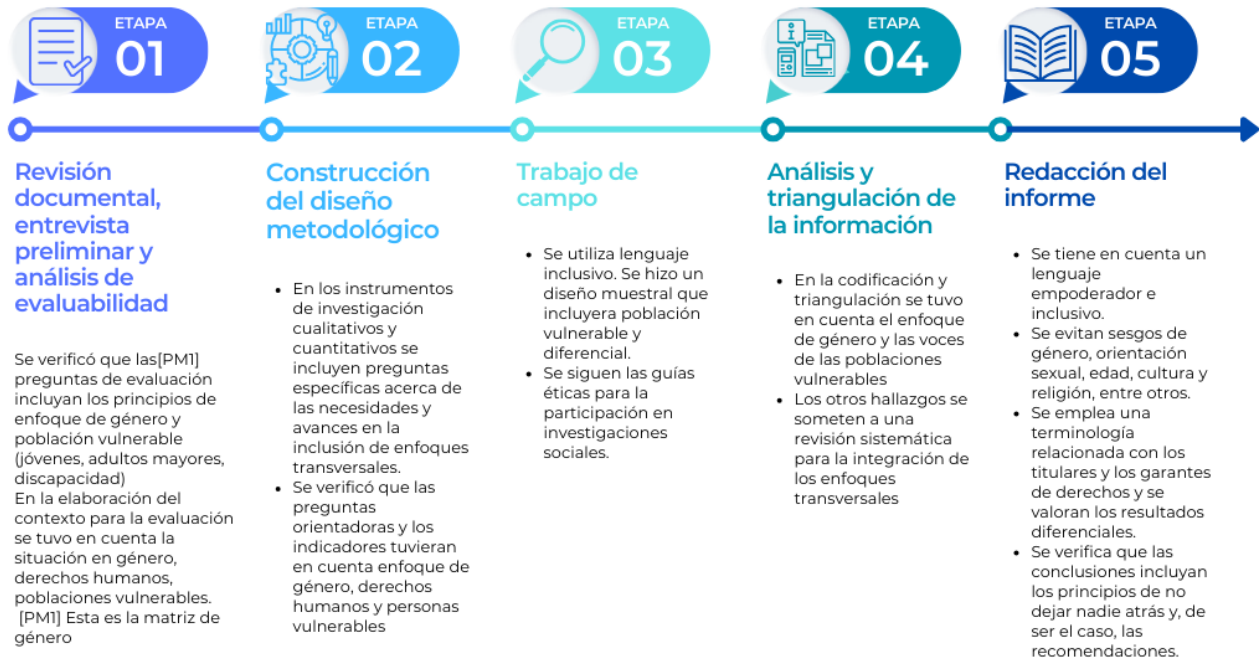 ETAPA
01
Revisión
documental,
entrevista
preliminar y
análisis de
evaluabilidad
Se verificó que las[PM1]
preguntas de evaluación
incluyan los principios de
enfoque de género y
población vulnerable
(jóvenes, adultos mayores,
discapacidad)
En la elaboración del
contexto para la evaluación
se tuvo en cuenta la
situación en género,
derechos humanos,
poblaciones vulnerables.
[PM1] Esta es la matriz de
género
ETAPA
02
Construcción
del diseño
metodológico
• En los instrumentos
de investigación
cualitativos y
cuantitativos se
incluyen preguntas
específicas acerca de
las necesidades y
avances en la
inclusión de enfoques
transversales.
• Se verificó que las
preguntas
orientadoras y los
indicadores tuvieran
en cuenta enfoque de
género, derechos
humanos y personas
vulnerables
ETAPA
03
Trabajo de
campo
• Se utiliza lenguaje
inclusivo. Se hizo un
diseño muestral que
incluyera población
vulnerable y
diferencial.
• Se siguen las guías
éticas para la
participación en
investigaciones
sociales.
ETAPA
04
Análisis y
triangulación de
la información
• En la codificación y
triangulación se tuvo
en cuenta el enfoque
de género y las voces
de las poblaciones
vulnerables
• Los otros hallazgos se
someten a una
revisión sistemática
para la integración de
los enfoques
transversales
ETAPA
05
Redacción del
informe
• Se tiene en cuenta un
lenguaje
empoderador e
inclusivo.
• Se evitan sesgos de
género, orientación
sexual, edad, cultura y
religión, entre otros.
• Se emplea una
terminología
relacionada con los
titulares y los garantes
de derechos y se
valoran los resultados
diferenciales.
• Se verifica que las
conclusiones incluyan
los principios de no
dejar nadie atrás y, de
ser el caso, las
recomendaciones.